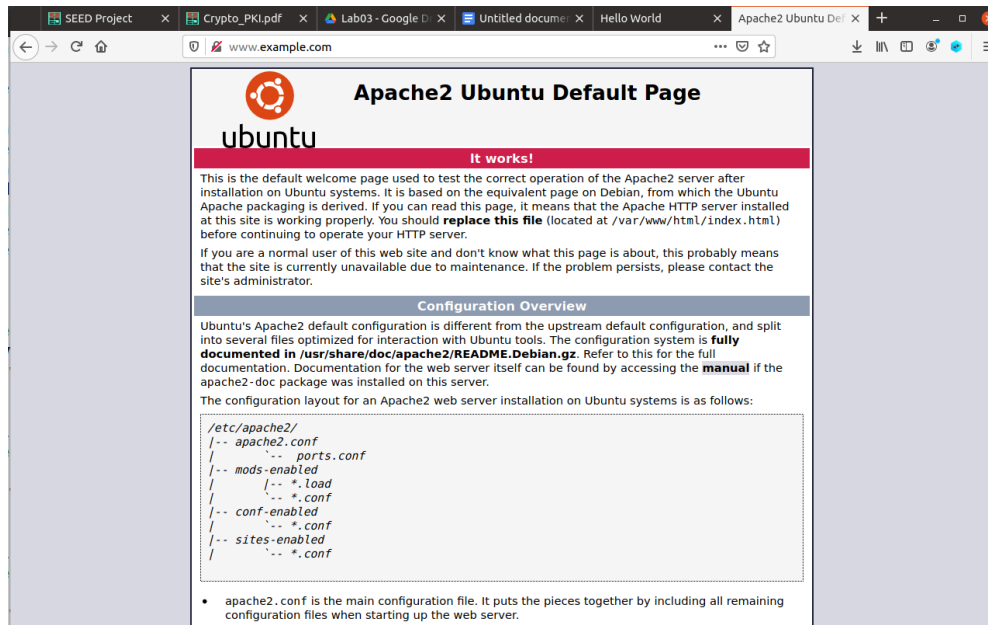 SEED Project
Crypto_PKI.pdf
Lab03 - Google D
Untitled documen
Hello World
Apache2 Ubuntu Def
www.example.com
ubuntu
Apache2 Ubuntu Default Page
It works!
This is the default welcome page used to test the correct operation of the Apache2 server after
installation on Ubuntu systems. It is based on the equivalent page on Debian, from which the Ubuntu
Apache packaging is derived. If you can read this page, it means that the Apache HTTP server installed
at this site is working properly. You should replace this file (located at /var/www/html/index.html)
before continuing to operate your HTTP server.
If you are a normal user of this web site and don't know what this page is about, this probably means
that the site is currently unavailable due to maintenance. If the problem persists, please contact the
site's administrator.
Configuration Overview
Ubuntu's Apache2 default configuration is different from the upstream default configuration, and split
into several files optimized for interaction with Ubuntu tools. The configuration system is fully
documented in /usr/share/doc/apache2/README.Debian.gz. Refer to this for the full
documentation. Documentation for the web server itself can be found by accessing the manual if the
apache2-doc package was installed on this server.
The configuration layout for an Apache2 web server installation on Ubuntu systems is as follows:
/etc/apache2/
|-- apache2.conf
|       `--  ports.conf
|-- mods-enabled
|       |-- *.load
|       `-- *.conf
|-- conf-enabled
|       `-- *.conf
|-- sites-enabled
|       `-- *.conf
• apache2.conf is the main configuration file. It puts the pieces together by including all remaining
configuration files when starting up the web server.